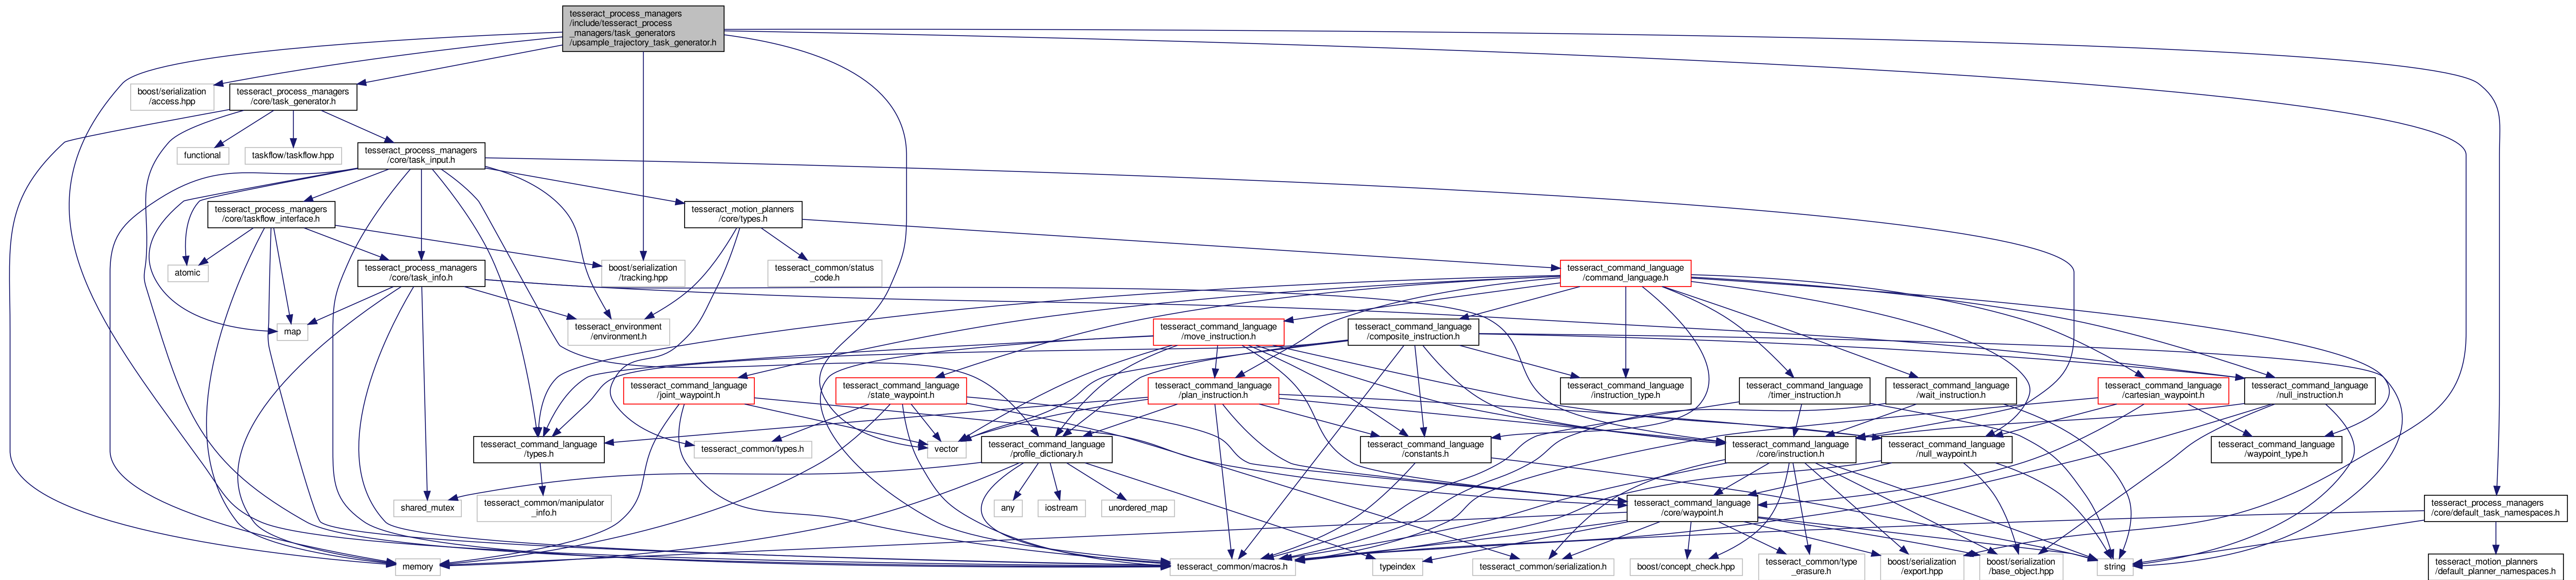 tesseract_process_managers
/include/tesseract_process
_managers/task_generators
/upsample_trajectory_task_generator.h
boost/serialization
/access.hpp
tesseract_process_managers
/core/task_generator.h
functional
taskflow/taskflow.hpp
tesseract_process_managers
/core/task_input.h
tesseract_process_managers
/core/taskflow_interface.h
tesseract_motion_planners
/core/types.h
atomic
tesseract_process_managers
/core/task_info.h
boost/serialization
/tracking.hpp
tesseract_common/status
_code.h
tesseract_command_language
/command_language.h
map
tesseract_environment
/environment.h
tesseract_command_language
/move_instruction.h
tesseract_command_language
/composite_instruction.h
tesseract_command_language
/joint_waypoint.h
tesseract_command_language
/state_waypoint.h
tesseract_command_language
/plan_instruction.h
tesseract_command_language
/instruction_type.h
tesseract_command_language
/timer_instruction.h
tesseract_command_language
/wait_instruction.h
tesseract_command_language
/cartesian_waypoint.h
tesseract_command_language
/null_instruction.h
tesseract_command_language
/types.h
tesseract_common/types.h
vector
tesseract_command_language
/profile_dictionary.h
tesseract_command_language
/constants.h
tesseract_command_language
/core/instruction.h
tesseract_command_language
/null_waypoint.h
tesseract_command_language
/waypoint_type.h
shared_mutex
tesseract_common/manipulator
_info.h
any
iostream
unordered_map
tesseract_command_language
/core/waypoint.h
tesseract_process_managers
/core/default_task_namespaces.h
memory
tesseract_common/macros.h
typeindex
tesseract_common/serialization.h
boost/concept_check.hpp
tesseract_common/type
_erasure.h
boost/serialization
/export.hpp
boost/serialization
/base_object.hpp
string
tesseract_motion_planners
/default_planner_namespaces.h